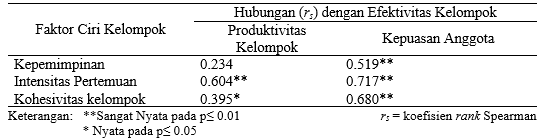 Faktor Ciri Kelompok
Hubungan (rs) dengan Efektivitas Kelompok
Produktivitas Kelompok
Kepuasan Anggota
Kepemimpinan 0.234 0.519**
Intensitas Pertemuan 0.604** 0.717**
Kohesivitas kelompok 0.395* 0.680**
Keterangan: **Sangat Nyata pada p≤ 0.01 rs = koefisien rank Spearman
* Nyata pada p≤ 0.05